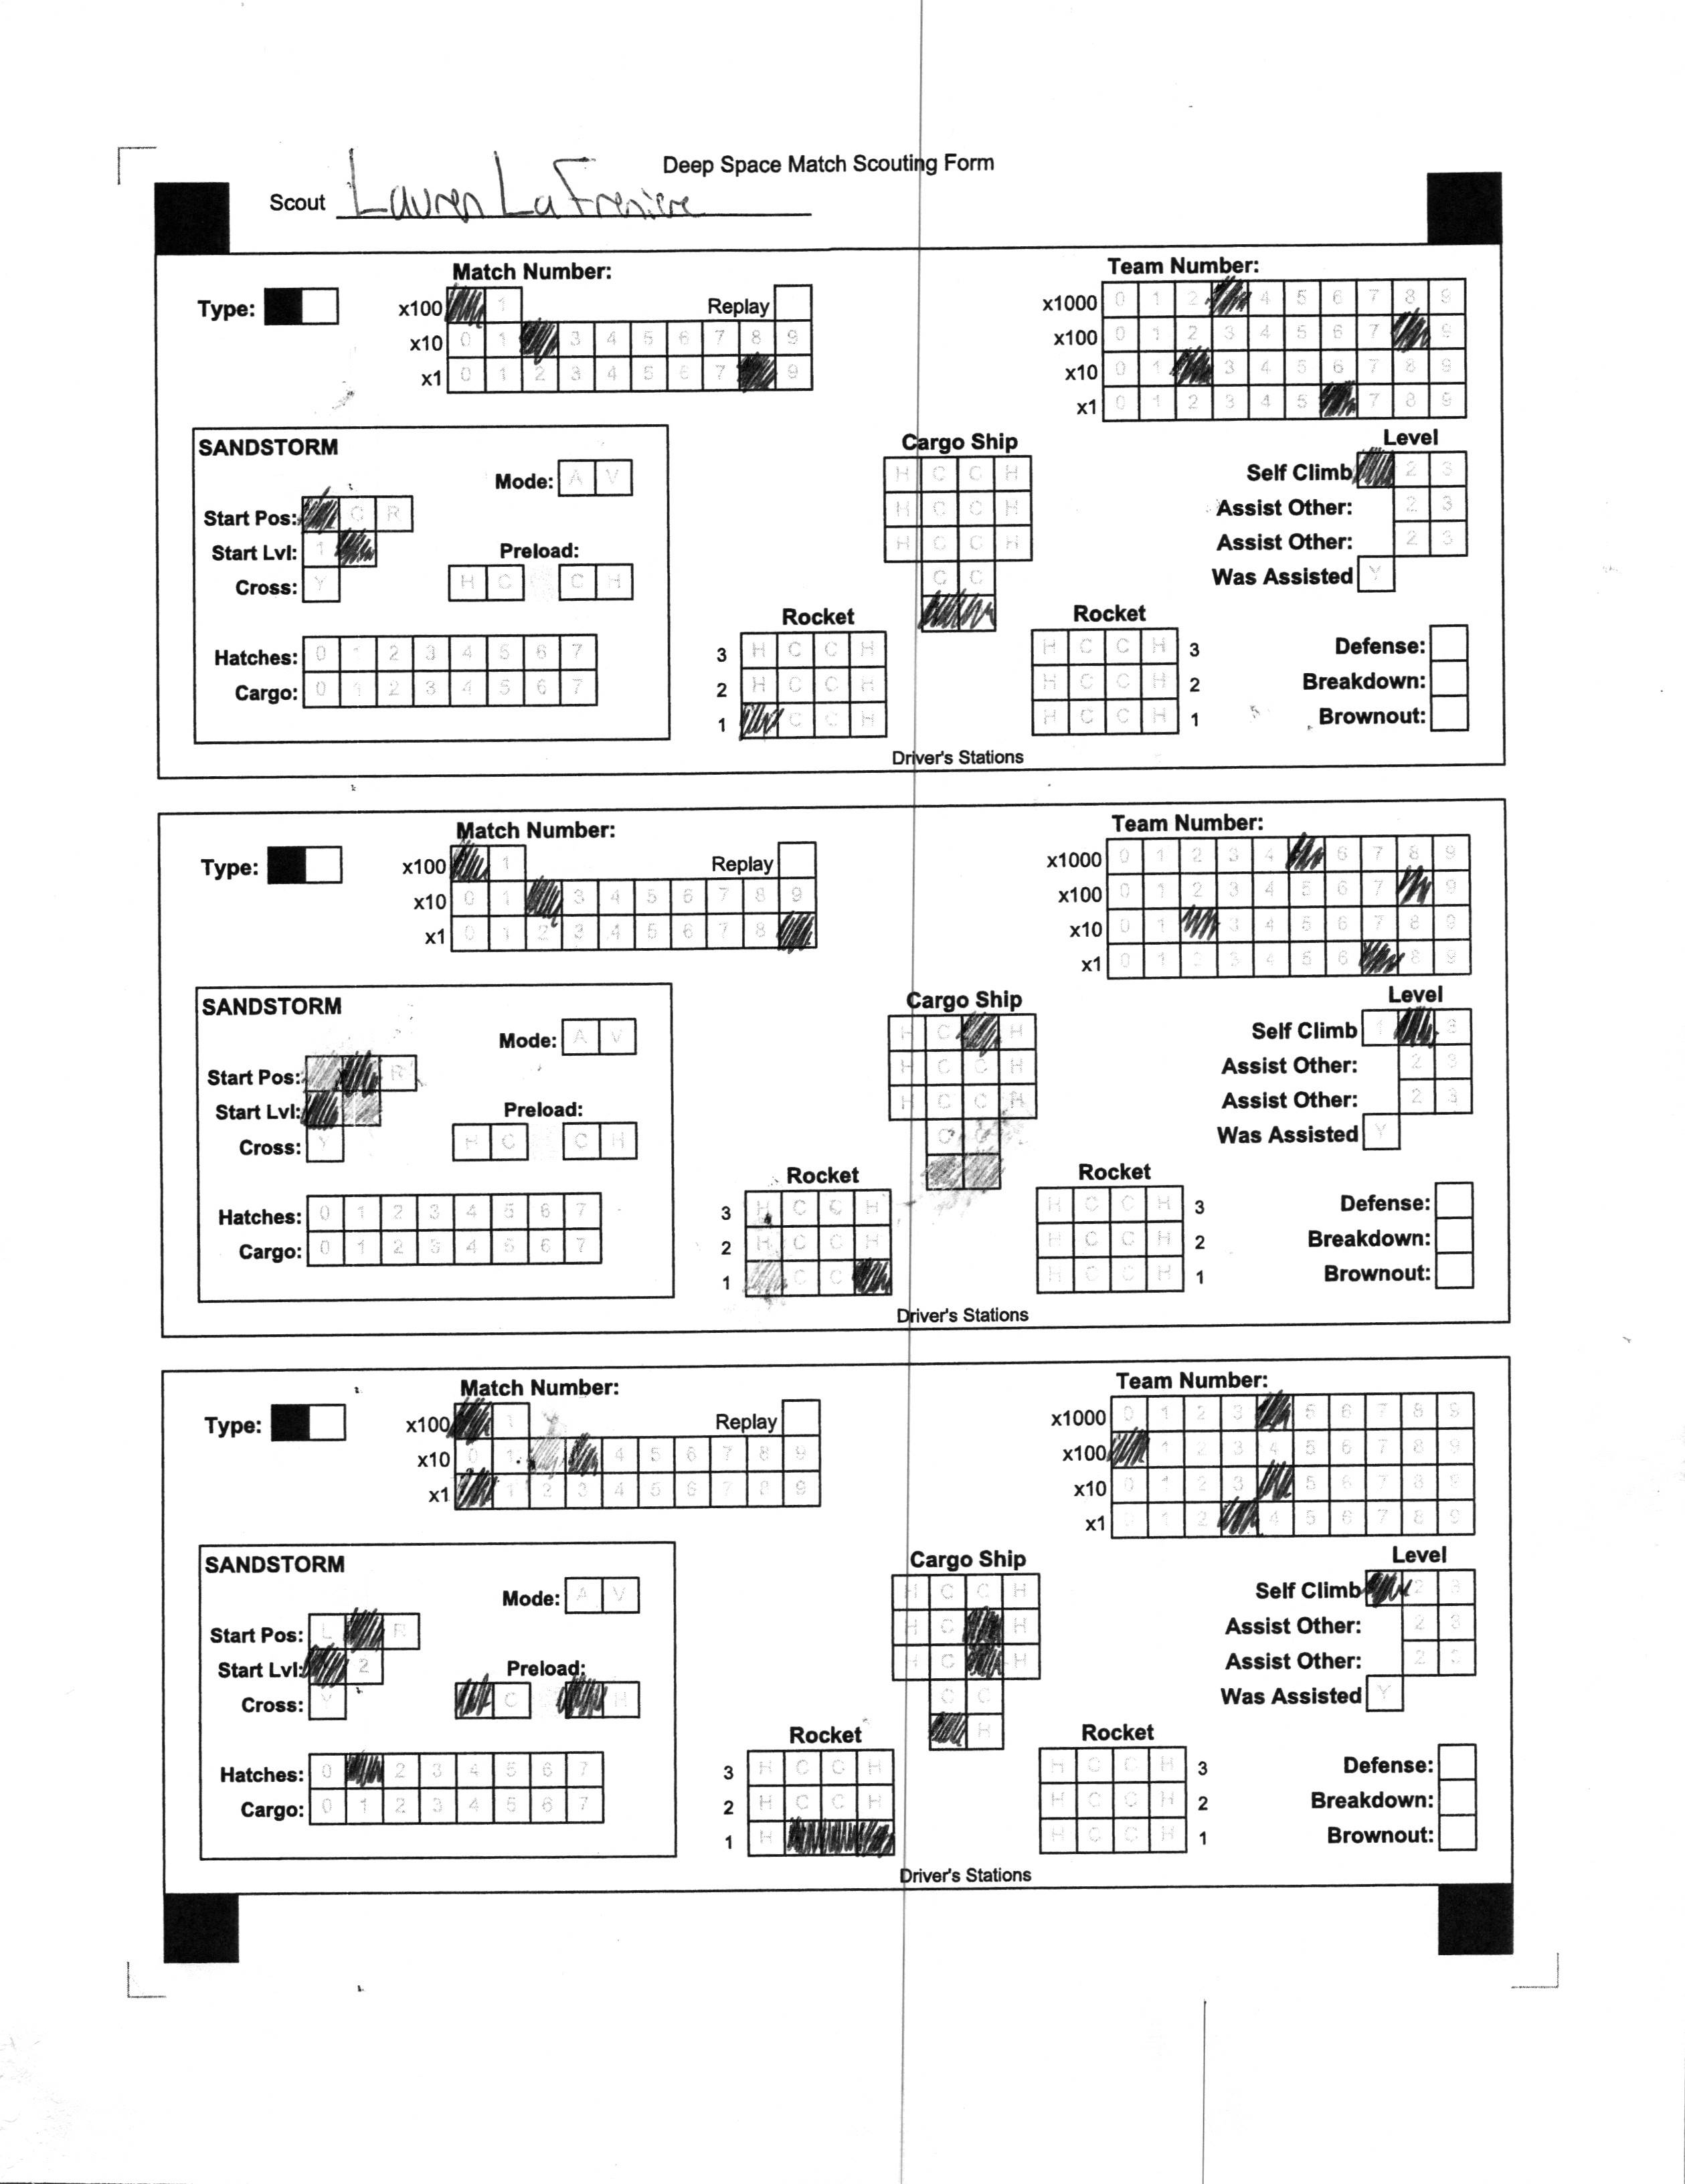 Deep Space Match Scouting Form
Scout Lauren LaFreniere
Match Number:
Team Number:
Type:
x100 1 Replay
x10 0 1 3 4 5 6 7 8 9
x1 0 1 2 3 4 5 6 7 9
x1000 0 1 2 4 5 6 7 8 9
x100 0 1 2 3 4 5 6 7 9
x10 0 1 3 4 5 6 7 8 9
x1 0 1 2 3 4 5 7 8 9
SANDSTORM
Mode: A V
Start Pos: C R
Start Lvl: 1
Preload:
Cross: Y H C C H
Hatches: 0 1 2 3 4 5 6 7
Cargo: 0 1 2 3 4 5 6 7
Cargo Ship
H C C H
H C C H
H C C H
C C
Level
Self Climb 2 3
Assist Other: 2 3
Assist Other: 2 3
Was Assisted Y
Rocket
3 H C C H
2 H C C H
1 C C H
Rocket
H C C H 3
H C C H 2
H C C H 1
Defense:
Breakdown:
Brownout:
Driver's Stations
Match Number:
Team Number:
Type:
x100 1 Replay
x10 0 1 3 4 5 6 7 8 9
x1 0 1 2 3 4 5 6 7 8
x1000 0 1 2 3 4 6 7 8 9
x100 0 1 2 3 4 5 6 7 9
x10 0 1 3 4 5 6 7 8 9
x1 0 1 2 3 4 5 6 8 9
SANDSTORM
Mode: A V
Start Pos: R
Start Lvl:
Preload:
Cross: Y H C C H
Hatches: 0 1 2 3 4 5 6 7
Cargo: 0 1 2 3 4 5 6 7
Cargo Ship
H C H
H C C H
H C C H
C C
Level
Self Climb 1 3
Assist Other: 2 3
Assist Other: 2 3
Was Assisted Y
Rocket
3 H C C H
2 H C C H
1 C C
Rocket
H C C H 3
H C C H 2
H C C H 1
Defense:
Breakdown:
Brownout:
Driver's Stations
Match Number:
Team Number:
Type:
x100 1 Replay
x10 0 1 4 5 6 7 8 9
x1 1 2 3 4 5 6 7 8 9
x1000 0 1 2 3 5 6 7 8 9
x100 1 2 3 4 5 6 7 8 9
x10 0 1 2 3 5 6 7 8 9
x1 0 1 2 4 5 6 7 8 9
SANDSTORM
Mode: A V
Start Pos: L R
Start Lvl: 2
Preload:
Cross: Y C H
Hatches: 0 2 3 4 5 6 7
Cargo: 0 1 2 3 4 5 6 7
Cargo Ship
H C C H
H C H
H C H
C C
H
Level
Self Climb 2 3
Assist Other: 2 3
Assist Other: 2 3
Was Assisted Y
Rocket
3 H C C H
2 H C C H
1 H
Rocket
H C C H 3
H C C H 2
H C C H 1
Defense:
Breakdown:
Brownout:
Driver's Stations